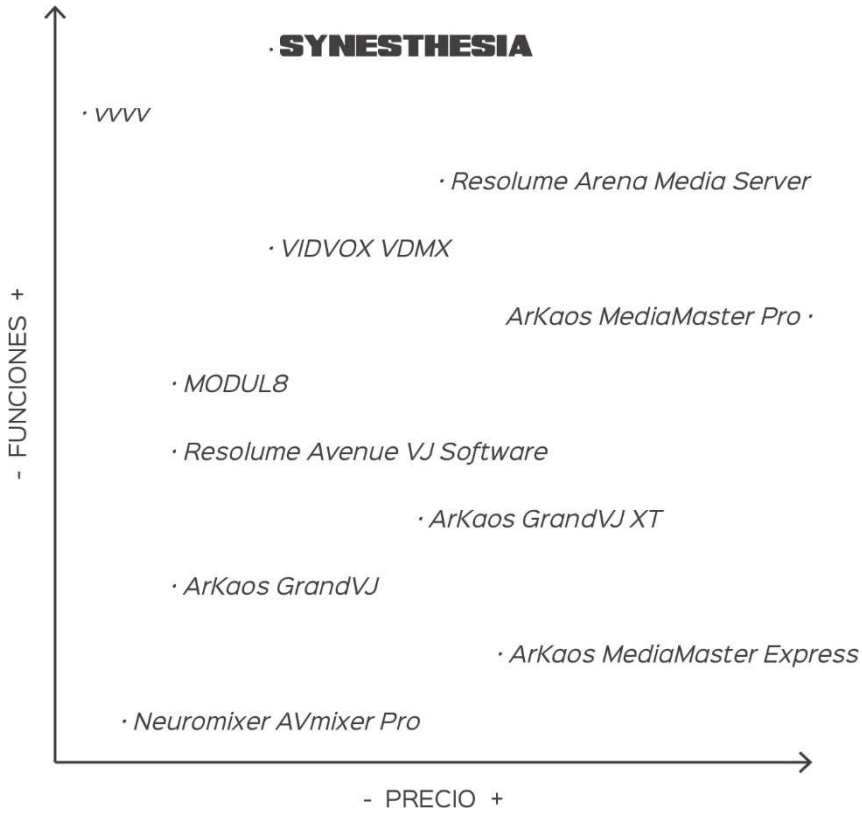 SYNESTHESIA
· vvvv
· Resolume Arena Media Server
· VIDVOX VDMX
ArKaos MediaMaster Pro ·
· MODUL8
· Resolume Avenue VJ Software
· ArKaos GrandVJ XT
· ArKaos GrandVJ
· ArKaos MediaMaster Express
· Neuromixer AVmixer Pro
- FUNCIONES +
- PRECIO +